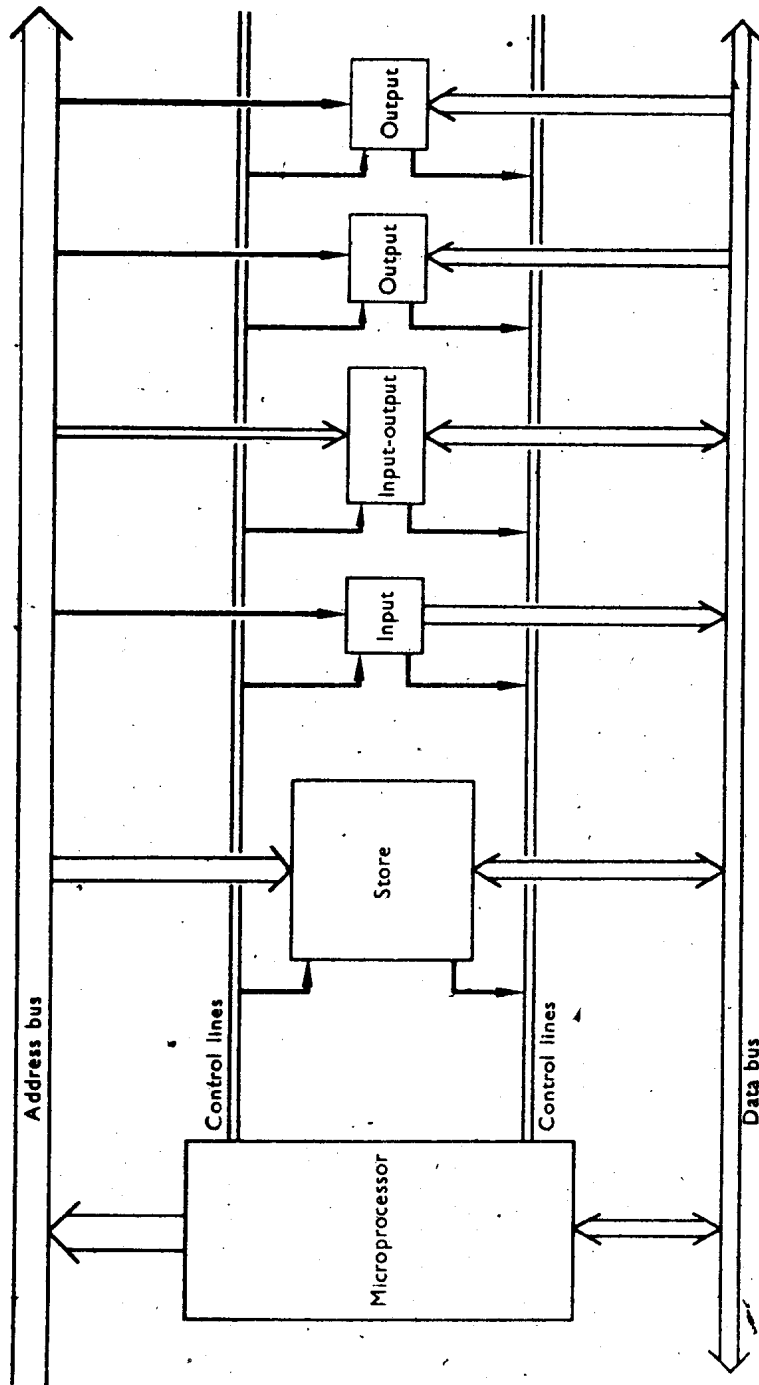 Address bus
Control lines
Microprocessor
Store
Input
Input-output
Output
Output
Control lines
Data bus